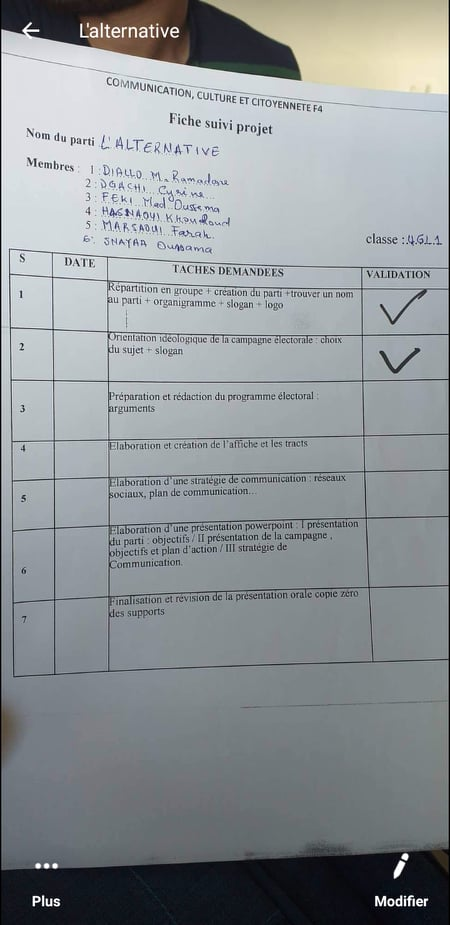 L'alternative
COMMUNICATION, CULTURE ET CITOYENNETE F4
Fiche suivi projet
Nom du parti L'ALTERNATIVE
Membres : 1 : DIALLO M. Ramadane
2 : DGACHI Cyrine
3 : FEKI Med Oussema
4 : HASNAOUI Khouloud
5 : MARSAOUI Farah
6: JNAYAH Oussama
classe : 4GL1
S DATE TACHES DEMANDEES VALIDATION
1 Répartition en groupe + création du parti +trouver un nom
au parti + organigramme + slogan + logo
2 Orientation idéologique de la campagne électorale : choix
du sujet + slogan
3 Préparation et rédaction du programme électoral :
arguments
4 Elaboration et création de l'affiche et les tracts
5 Elaboration d'une stratégie de communication : réseaux
sociaux, plan de communication…
6 Elaboration d'une présentation powerpoint : I présentation
du parti : objectifs / II présentation de la campagne ,
objectifs et plan d'action / III stratégie de
Communication.
7 Finalisation et révision de la présentation orale copie zéro
des supports
Plus
Modifier